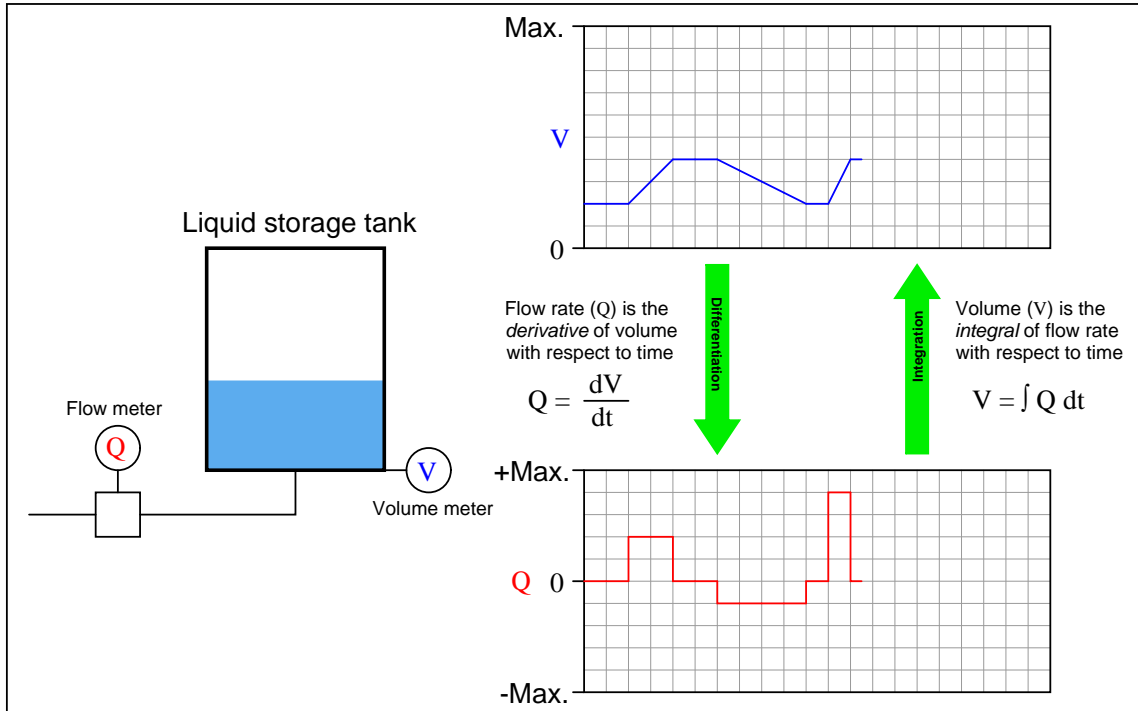 Max.
V
0
Liquid storage tank
Flow meter
Q
V
Volume meter
Flow rate (Q) is the
derivative of volume
with respect to time
Q = dV
dt
Differentiation
Integration
Volume (V) is the
integral of flow rate
with respect to time
V = ∫ Q dt
+Max.
Q 0
-Max.